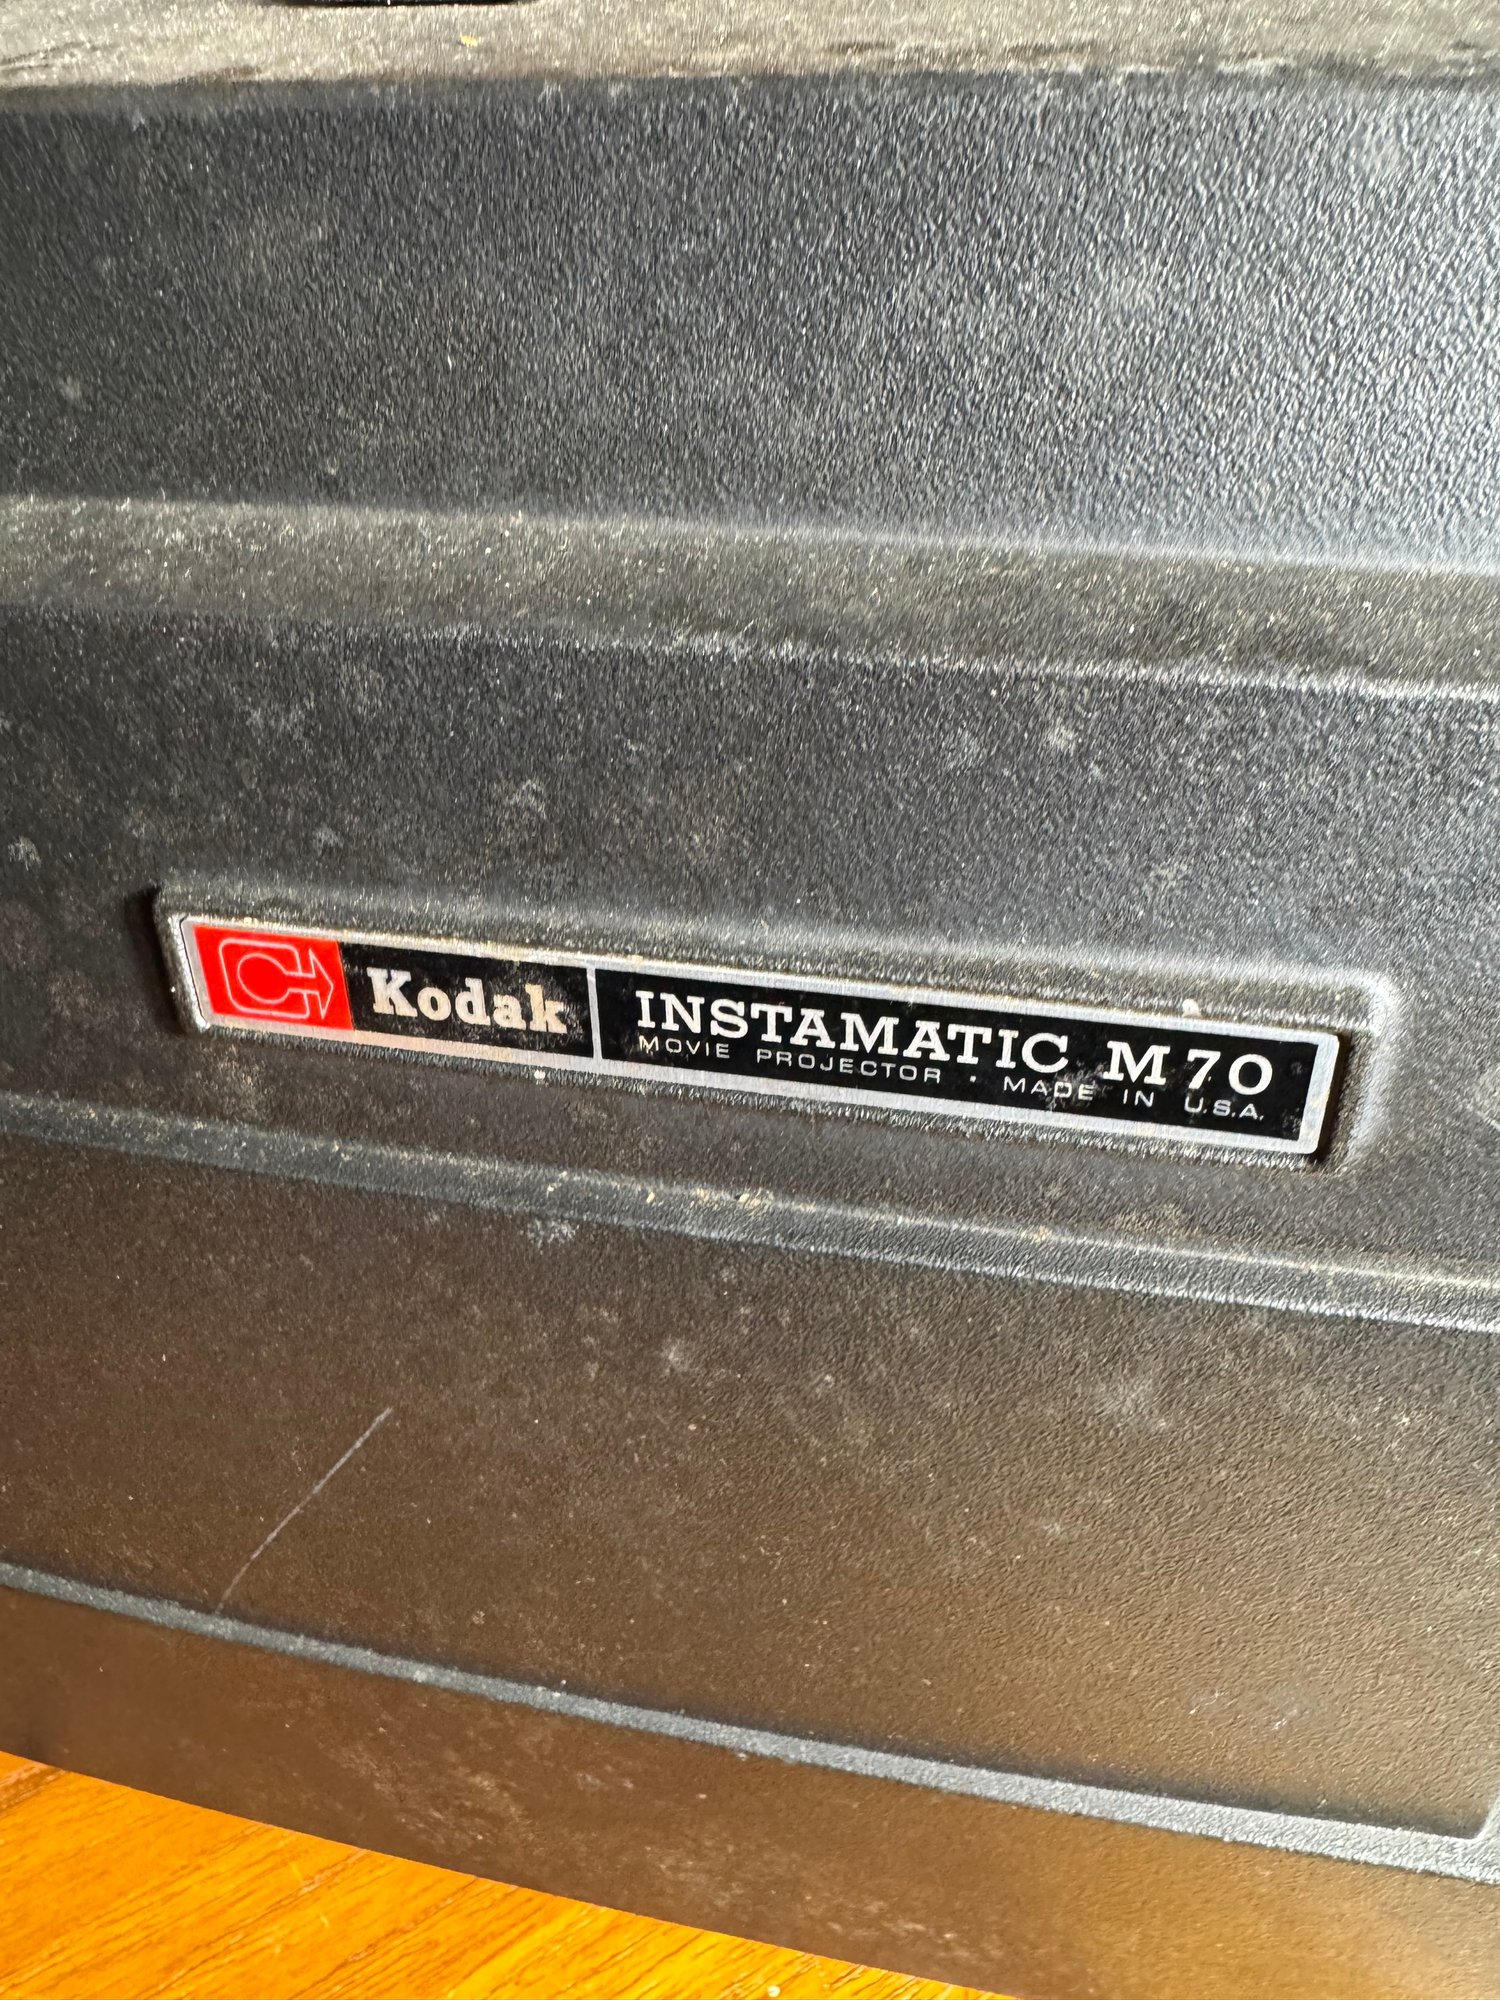 Kodak
INSTAMATIC M70
MOVIE PROJECTOR · MADE IN U.S.A.